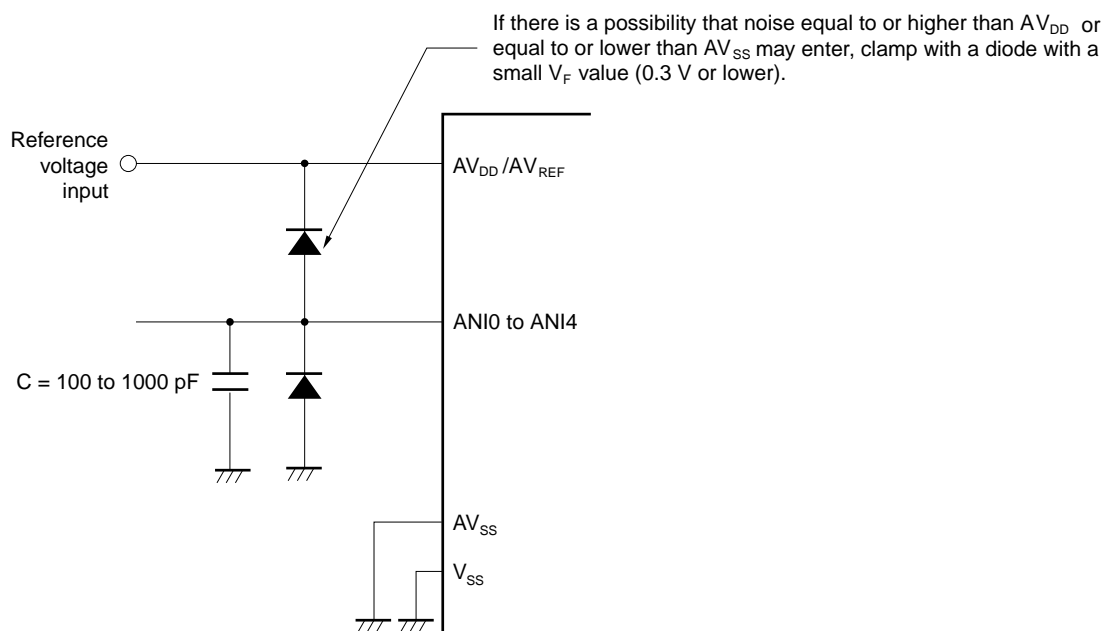 If there is a possibility that noise equal to or higher than AVDD or
equal to or lower than AVSS may enter, clamp with a diode with a
small VF value (0.3 V or lower).
Reference
voltage
input
AVDD /AVREF
ANI0 to ANI4
C = 100 to 1000 pF
AVSS
VSS